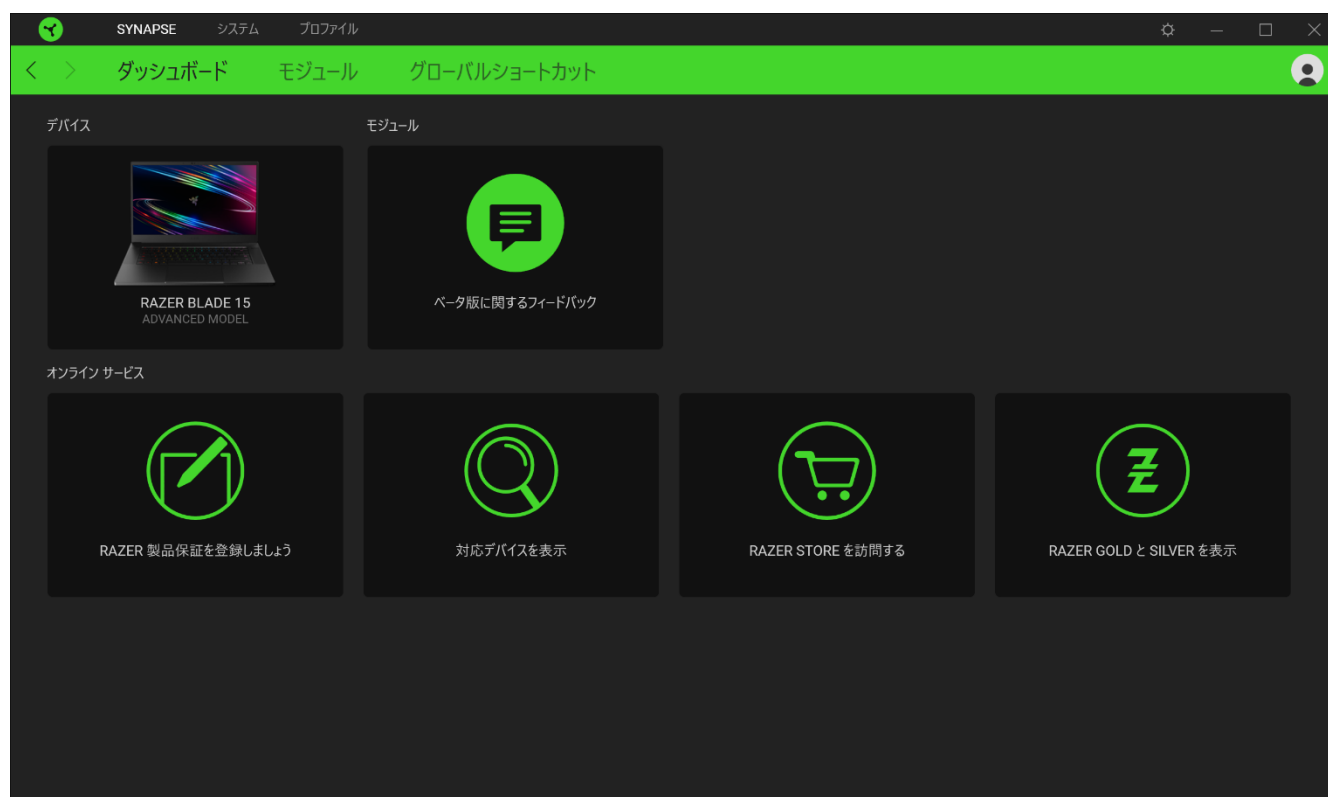 SYNAPSE システム プロファイル
ダッシュボード モジュール グローバルショートカット
デバイス モジュール
RAZER BLADE 15
ADVANCED MODEL
ベータ版に関するフィードバック
オンライン サービス
RAZER 製品保証を登録しましょう
対応デバイスを表示
RAZER STORE を訪問する
RAZER GOLD と SILVER を表示